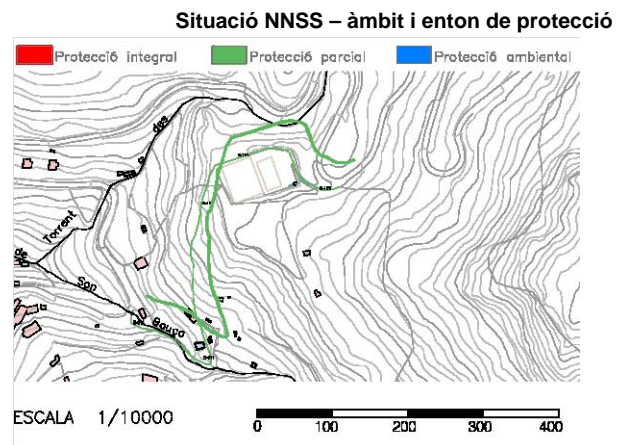 Situació NNSS – àmbit i enton de protecció
Protecció integral Protecció parcial Protecció ambiental
des
Torrent
Son
ESCALA 1/10000
0 100 200 300 400